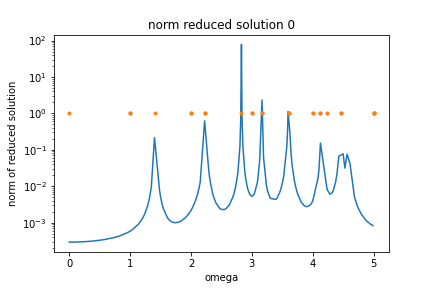 norm reduced solution 0
norm of reduced solution
10²
10¹
10⁰
10⁻¹
10⁻²
10⁻³
0 1 2 3 4 5
omega